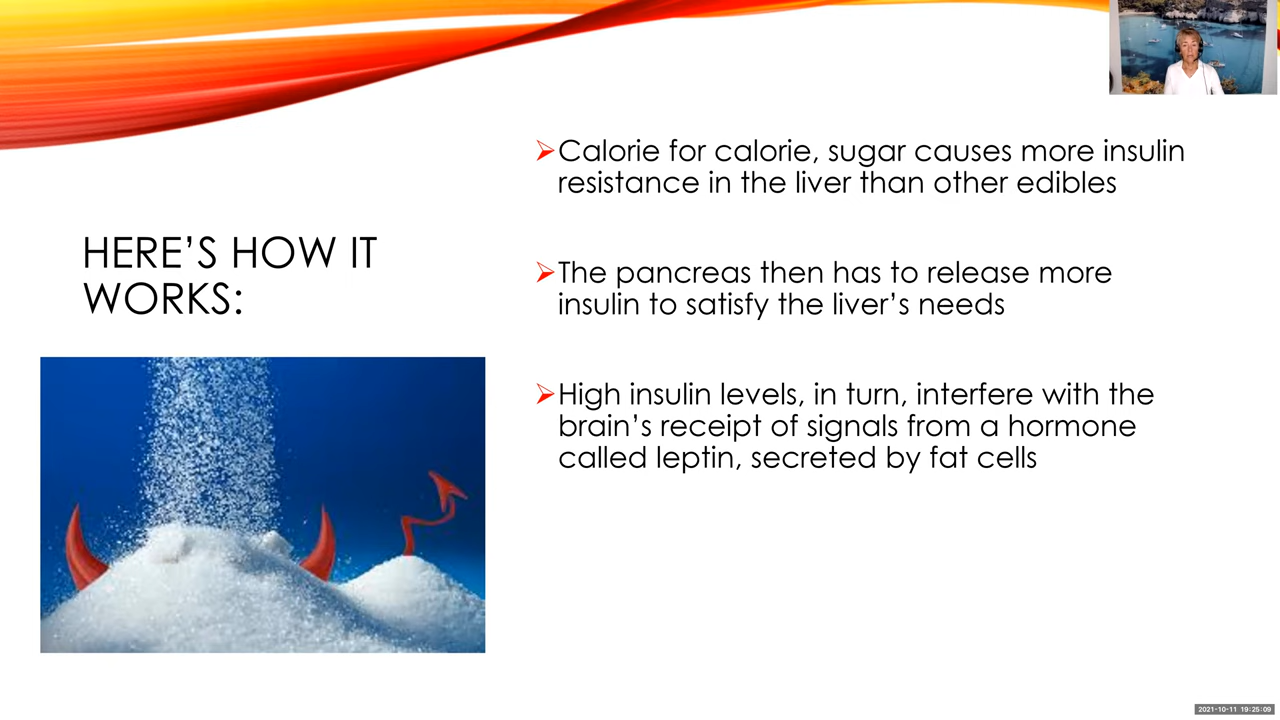 HERE’S HOW IT
WORKS:
➢Calorie for calorie, sugar causes more insulin
resistance in the liver than other edibles
➢The pancreas then has to release more
insulin to satisfy the liver’s needs
➢High insulin levels, in turn, interfere with the
brain’s receipt of signals from a hormone
called leptin, secreted by fat cells
2021-10-11 19:25:09